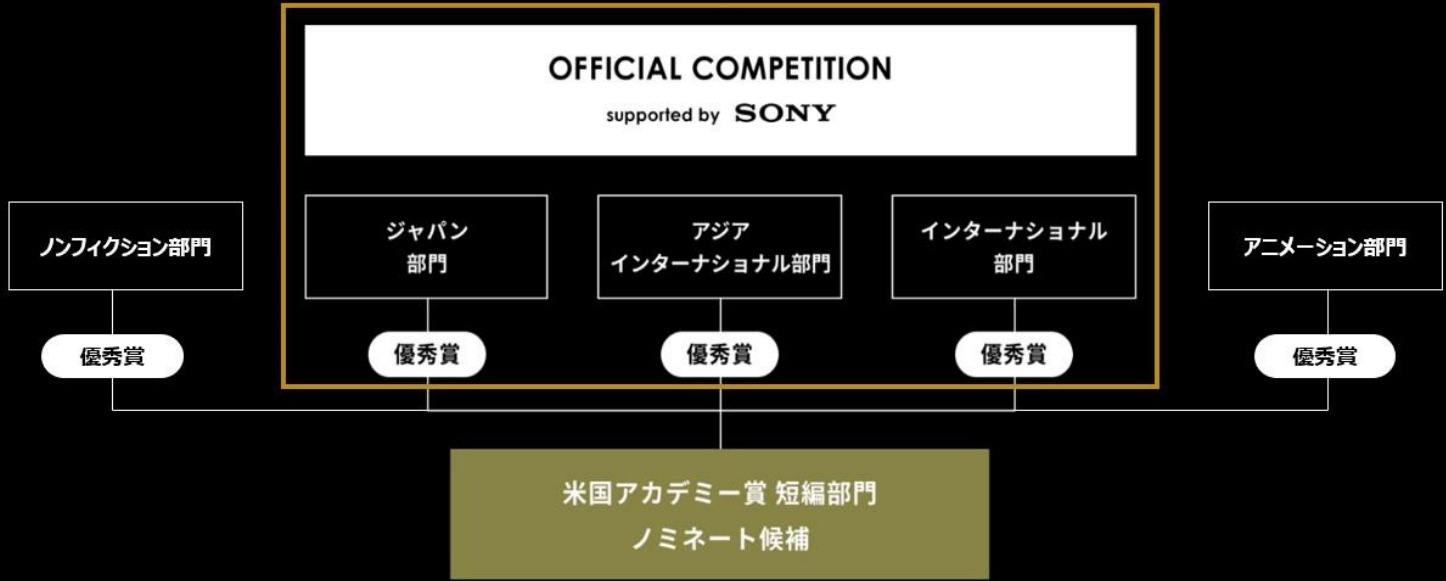 OFFICIAL COMPETITION
supported by SONY
ノンフィクション部門
ジャパン
部門
アジア
インターナショナル部門
インターナショナル
部門
アニメーション部門
優秀賞
優秀賞
優秀賞
優秀賞
優秀賞
米国アカデミー賞 短編部門
ノミネート候補